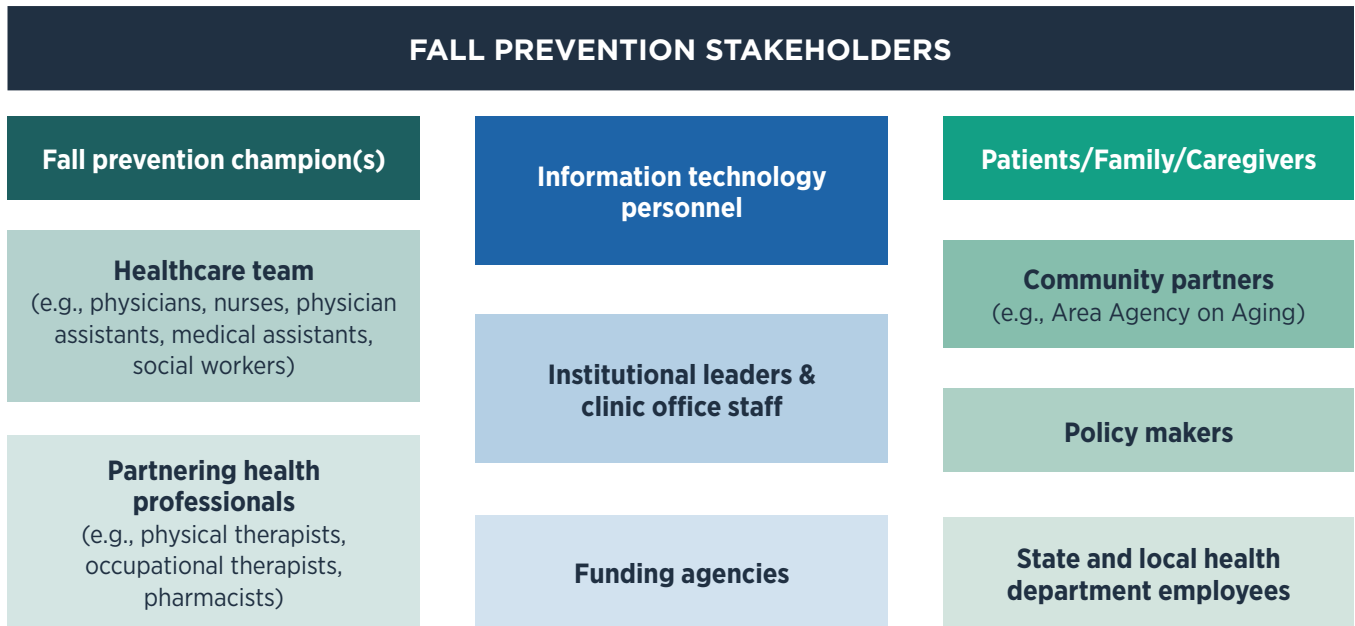 FALL PREVENTION STAKEHOLDERS
Fall prevention champion(s)
Healthcare team
(e.g., physicians, nurses, physician
assistants, medical assistants,
social workers)
Partnering health
professionals
(e.g., physical therapists,
occupational therapists,
pharmacists)
Information technology
personnel
Institutional leaders &
clinic office staff
Funding agencies
Patients/Family/Caregivers
Community partners
(e.g., Area Agency on Aging)
Policy makers
State and local health
department employees